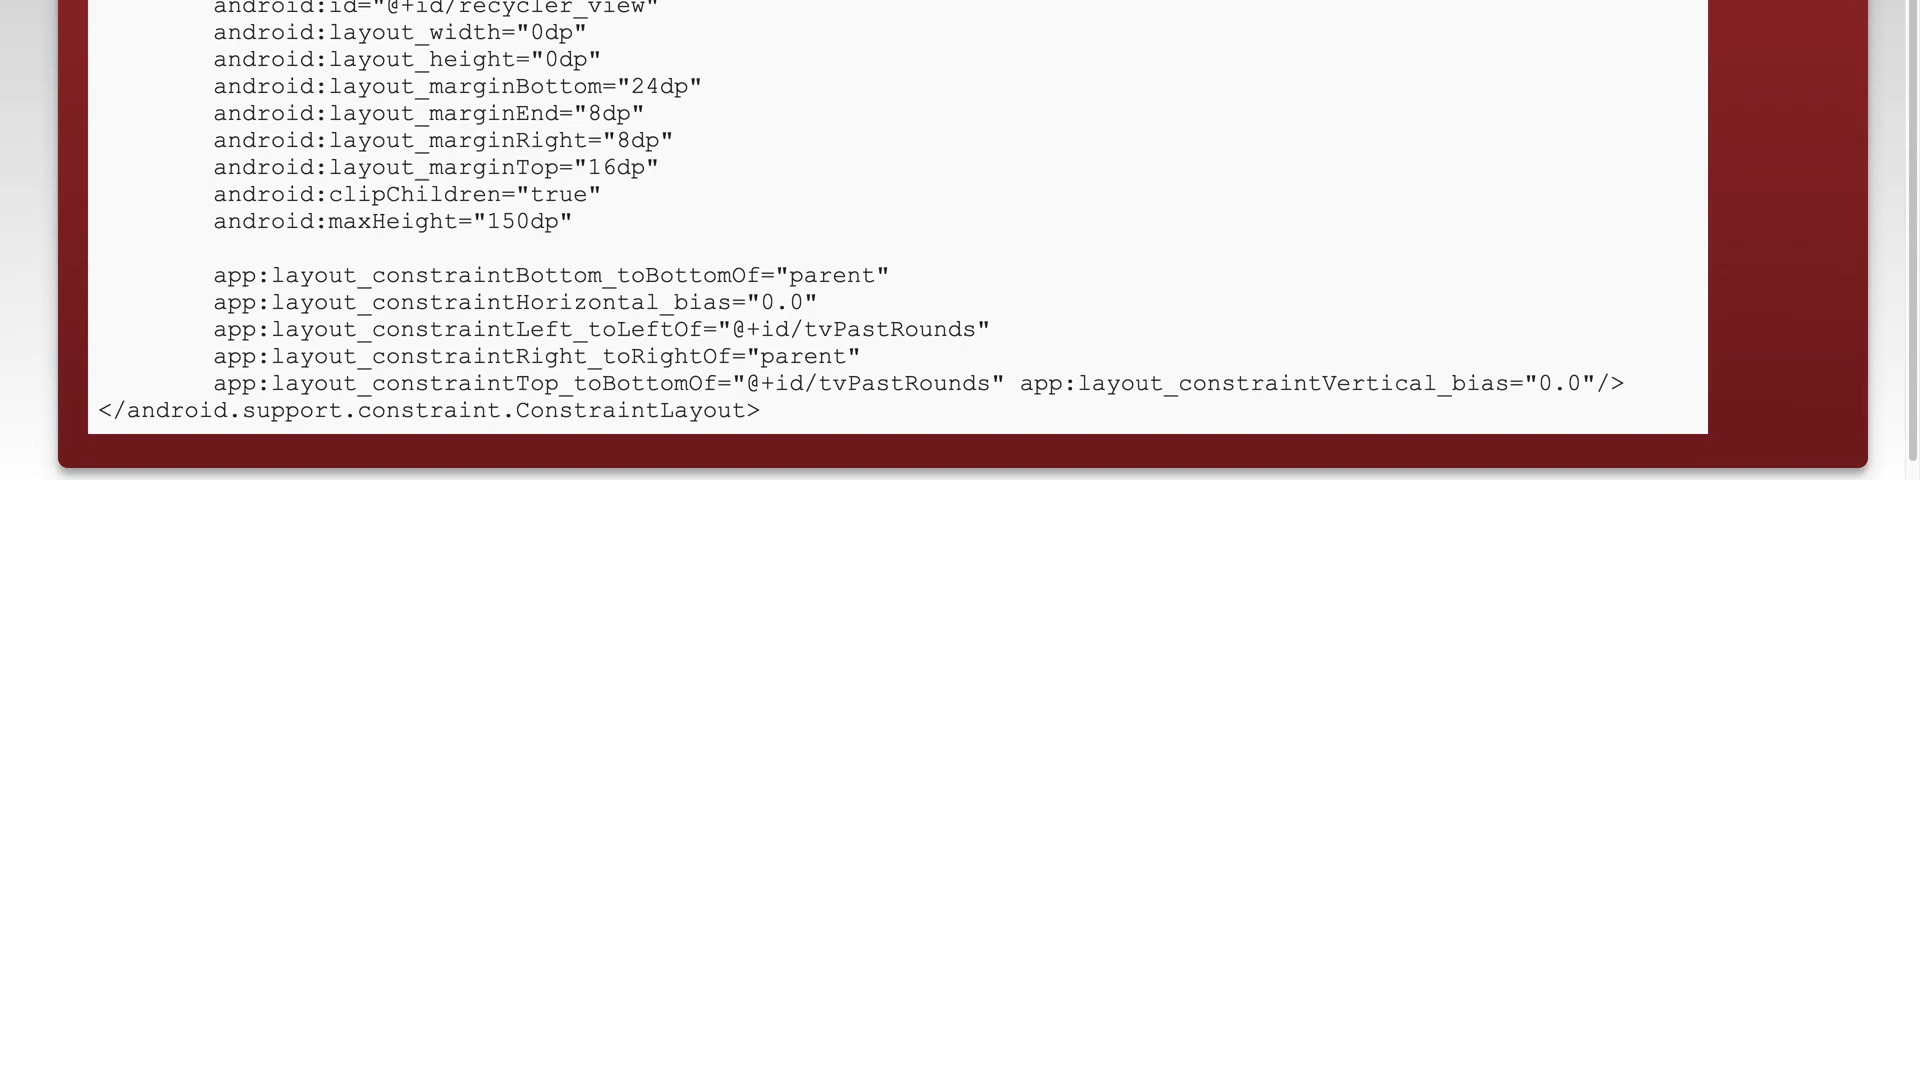 android:id="@+id/recycler_view"
android:layout_width="0dp"
android:layout_height="0dp"
android:layout_marginBottom="24dp"
android:layout_marginEnd="8dp"
android:layout_marginRight="8dp"
android:layout_marginTop="16dp"
android:clipChildren="true"
android:maxHeight="150dp"
app:layout_constraintBottom_toBottomOf="parent"
app:layout_constraintHorizontal_bias="0.0"
app:layout_constraintLeft_toLeftOf="@+id/tvPastRounds"
app:layout_constraintRight_toRightOf="parent"
app:layout_constraintTop_toBottomOf="@+id/tvPastRounds" app:layout_constraintVertical_bias="0.0"/>
</android.support.constraint.ConstraintLayout>